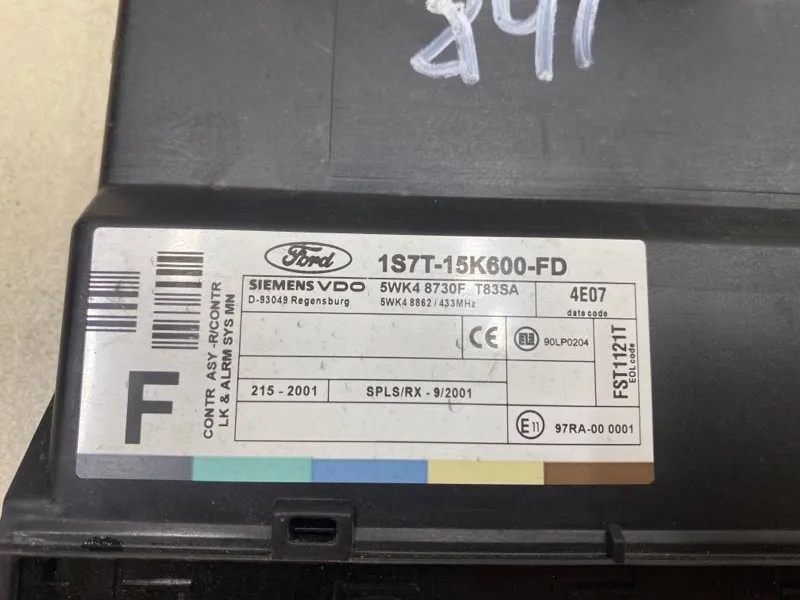 841
Ford
1S7T-15K600-FD
SIEMENS VDO
D-93049 Regensburg
5WK4 8730F T83SA
5WK4 8862 / 433MHz
4E07
date code
CONTR ASY -R/CONTR
LK & ALRM SYS MN
F
CE
90LP0204
FST1121T
EOL code
215 - 2001
SPLS/RX - 9/2001
E11
97RA-00 0001